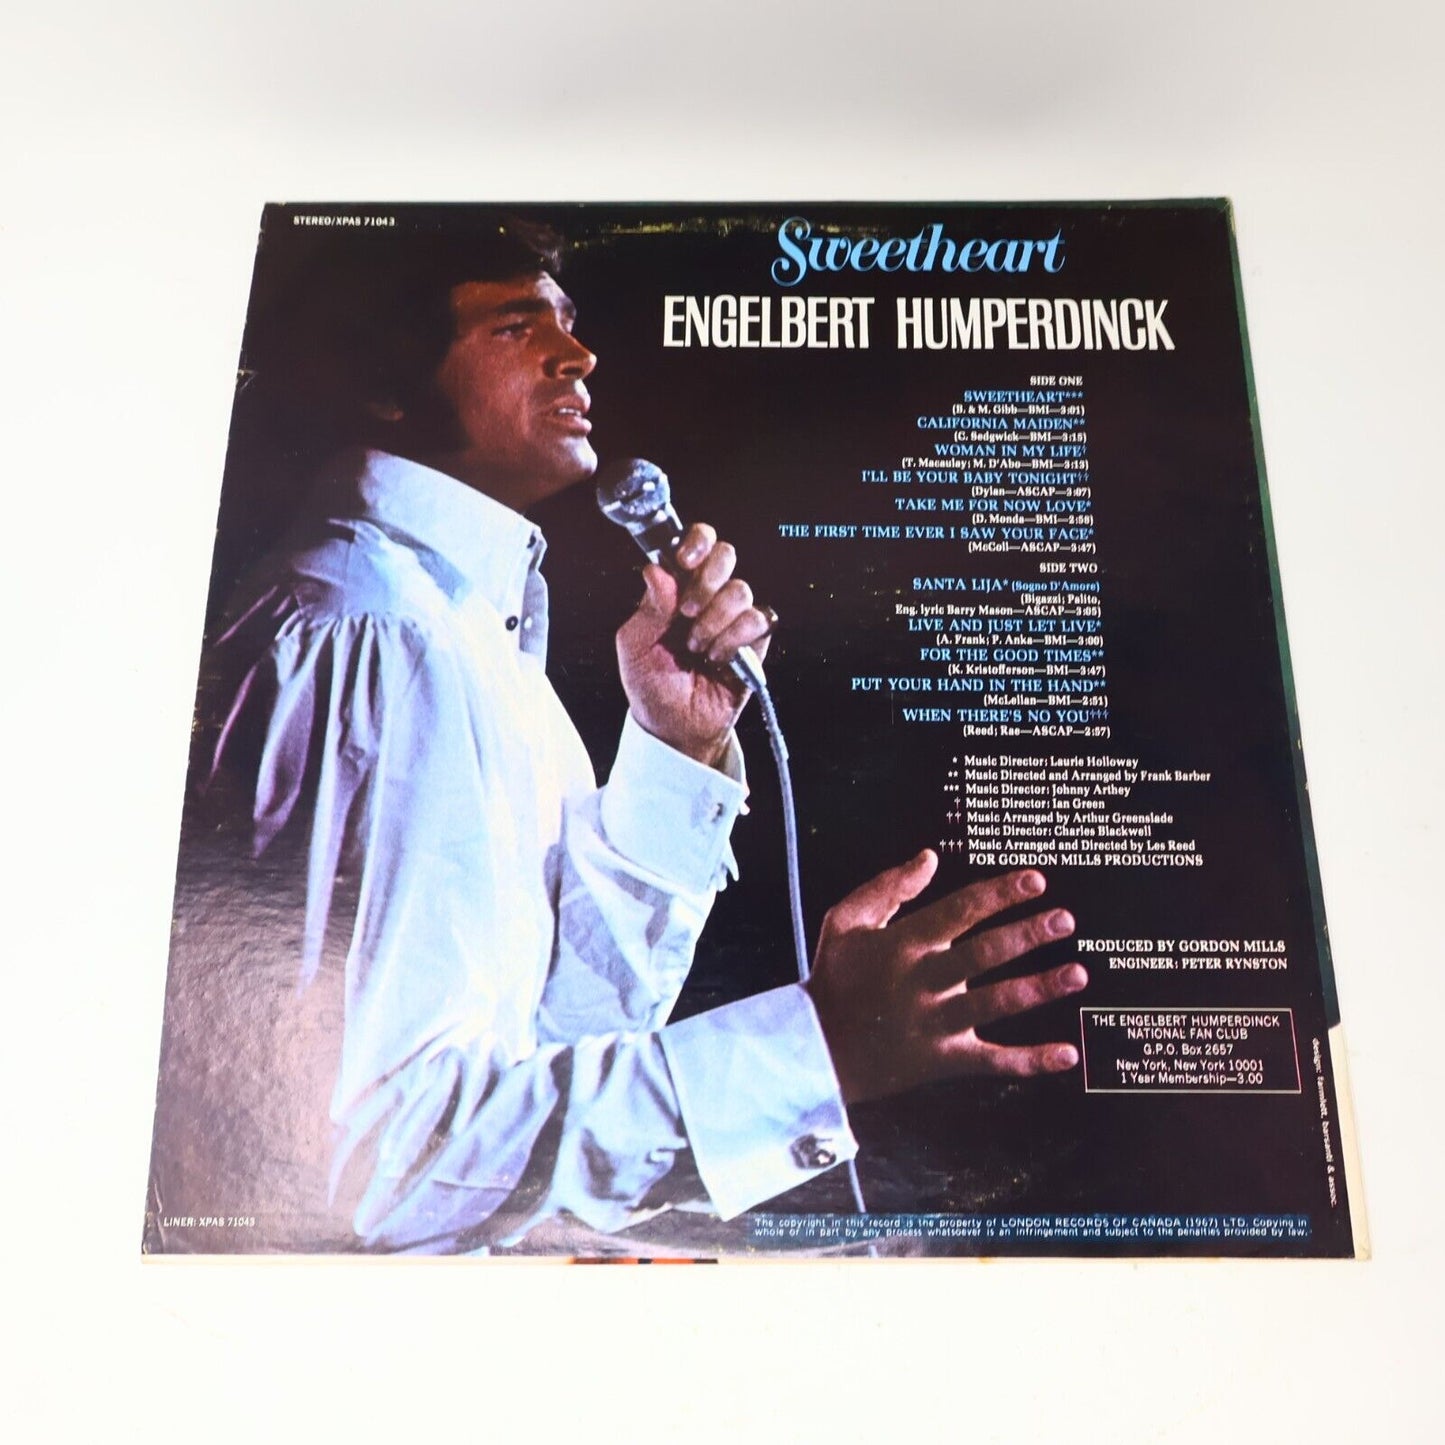 STEREO/XPAS 71043
Sweetheart
ENGELBERT HUMPERDINCK
SIDE ONE
SWEETHEART***
(B. & M. Gibb—BMI—3:01)
CALIFORNIA MAIDEN**
(C. Sedgwick—BMI—3:15)
WOMAN IN MY LIFE†
(T. Macaulay; M. D'Abo—BMI—3:13)
I'LL BE YOUR BABY TONIGHT††
(Dylan—ASCAP—3:07)
TAKE ME FOR NOW LOVE*
(D. Monda—BMI—2:58)
THE FIRST TIME EVER I SAW YOUR FACE*
(McColl—ASCAP—3:47)
SIDE TWO
SANTA LIJA* (Sogno D'Amore)
(Bigazzi; Polito,
Eng. lyric Barry Mason—ASCAP—3:05)
LIVE AND JUST LET LIVE*
(A. Frank; P. Anka—BMI—3:00)
FOR THE GOOD TIMES**
(K. Kristofferson—BMI—3:47)
PUT YOUR HAND IN THE HAND**
(McLellan—BMI—2:51)
WHEN THERE'S NO YOU†††
(Reed; Rae—ASCAP—2:57)
* Music Director: Laurie Holloway
** Music Directed and Arranged by Frank Barber
*** Music Director: Johnny Arthey
† Music Director: Ian Green
†† Music Arranged by Arthur Greenslade
Music Director: Charles Blackwell
††† Music Arranged and Directed by Les Reed
FOR GORDON MILLS PRODUCTIONS
PRODUCED BY GORDON MILLS
ENGINEER: PETER RYNSTON
THE ENGELBERT HUMPERDINCK
NATIONAL FAN CLUB
G.P.O. Box 2657
New York, New York 10001
1 Year Membership—3.00
design: barsanti & assoc.
LINER: XPAS 71043
The copyright in this record is the property of LONDON RECORDS OF CANADA (1967) LTD. Copying in
whole or in part by any process whatsoever is an infringement and subject to the penalties provided by law.